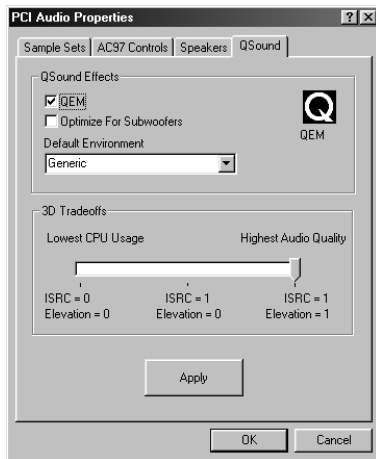 PCI Audio Properties
Sample Sets AC97 Controls Speakers QSound
QSound Effects
QEM
Optimize For Subwoofers
QEM
Default Environment
Generic
3D Tradeoffs
Lowest CPU Usage Highest Audio Quality
ISRC = 0 ISRC = 1 ISRC = 1
Elevation = 0 Elevation = 0 Elevation = 1
Apply
OK Cancel